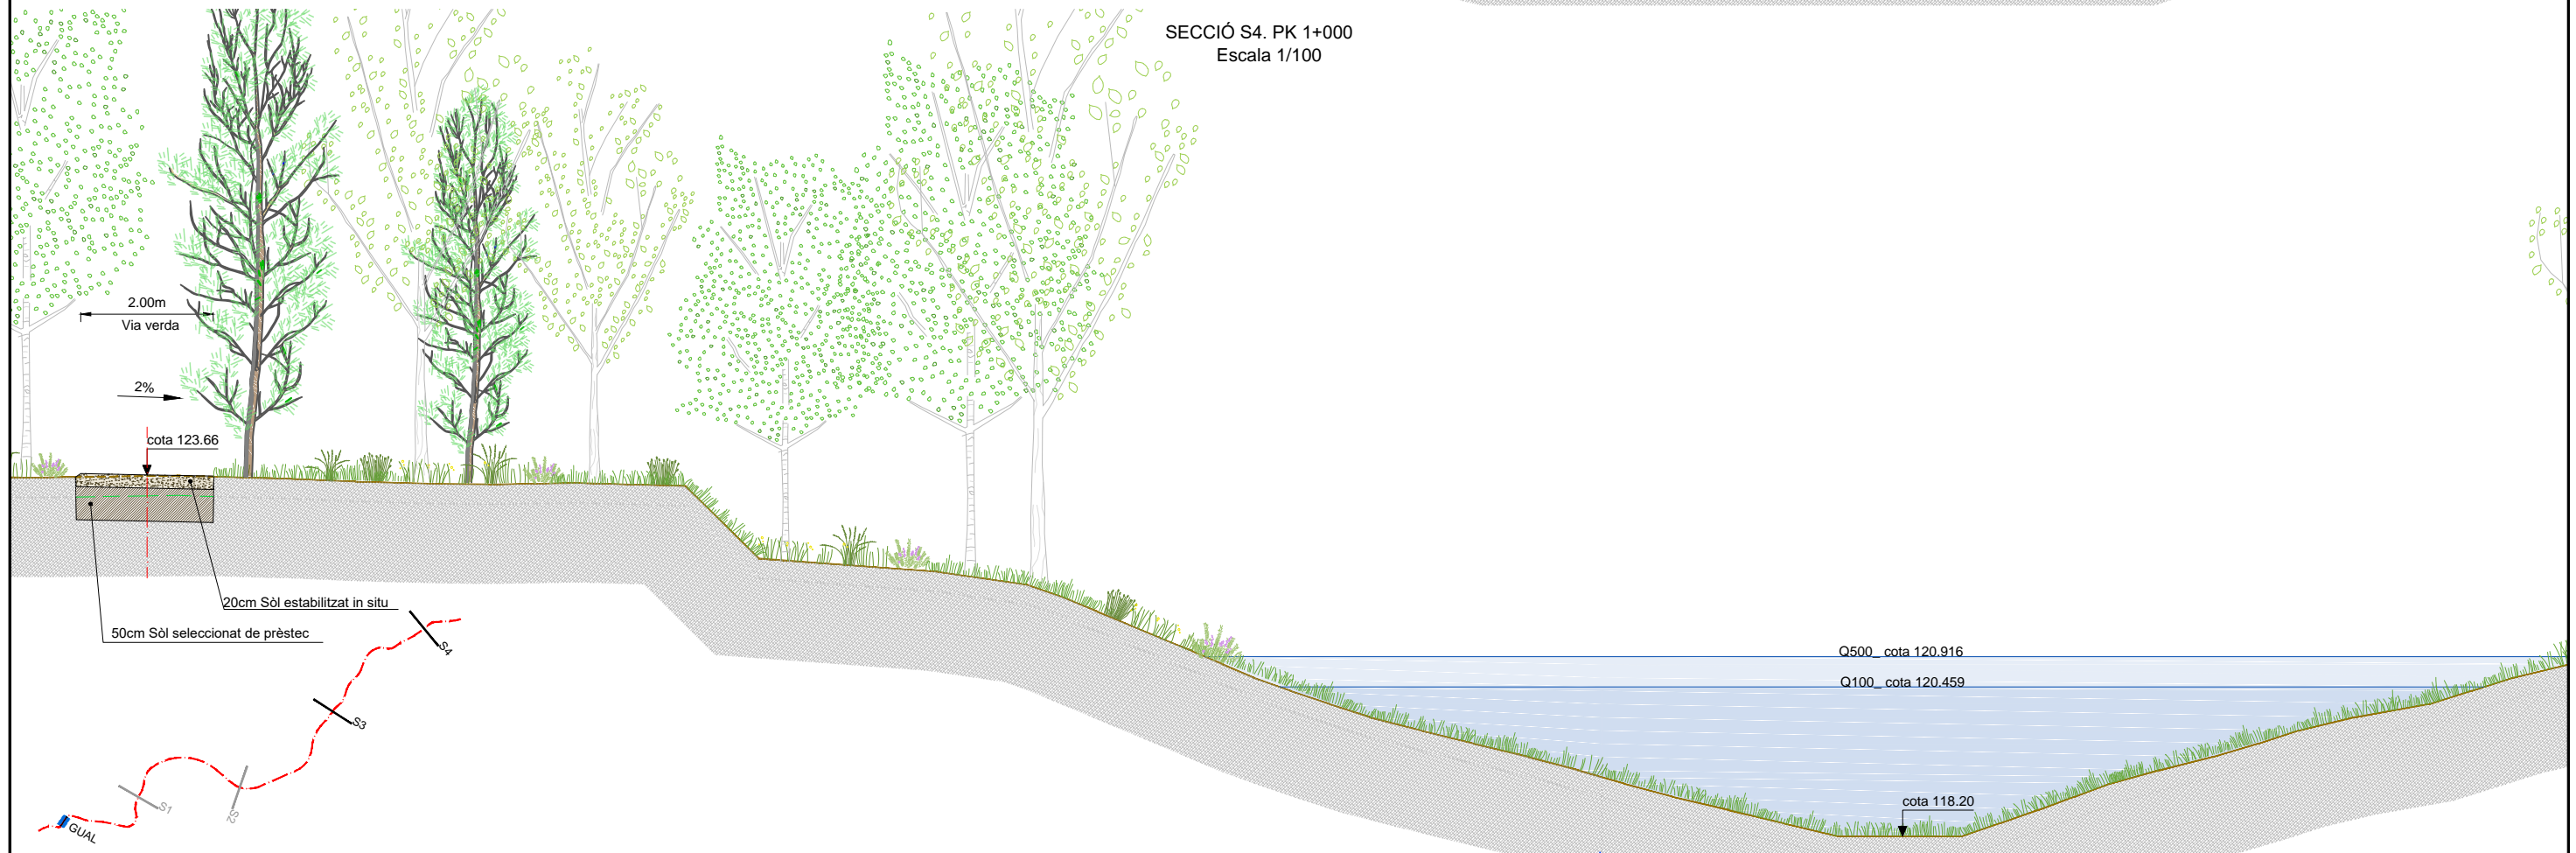 SECCIÓ S4. PK 1+000
Escala 1/100
2.00m
Via verda
2%
cota 123.66
20cm Sòl estabilitzat in situ
50cm Sòl seleccionat de prèstec
S4
S3
S1
S2
GUAL
Q500_ cota 120.916
Q100_ cota 120.459
cota 118.20